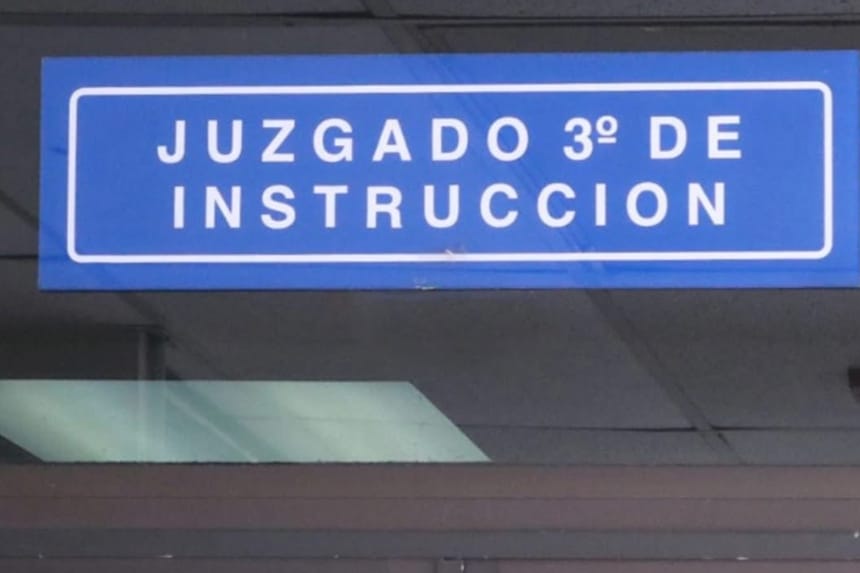 JUZGADO 3º DE
INSTRUCCION